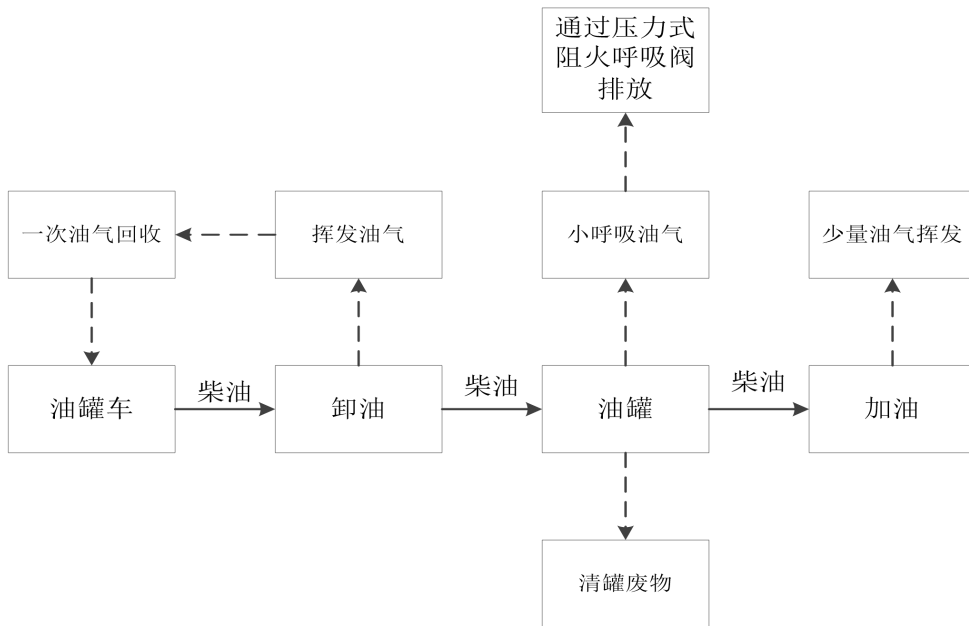 通过压力式
阻火呼吸阀
排放
一次油气回收
挥发油气
小呼吸油气
少量油气挥发
油罐车
柴油
卸油
柴油
油罐
柴油
加油
清罐废物